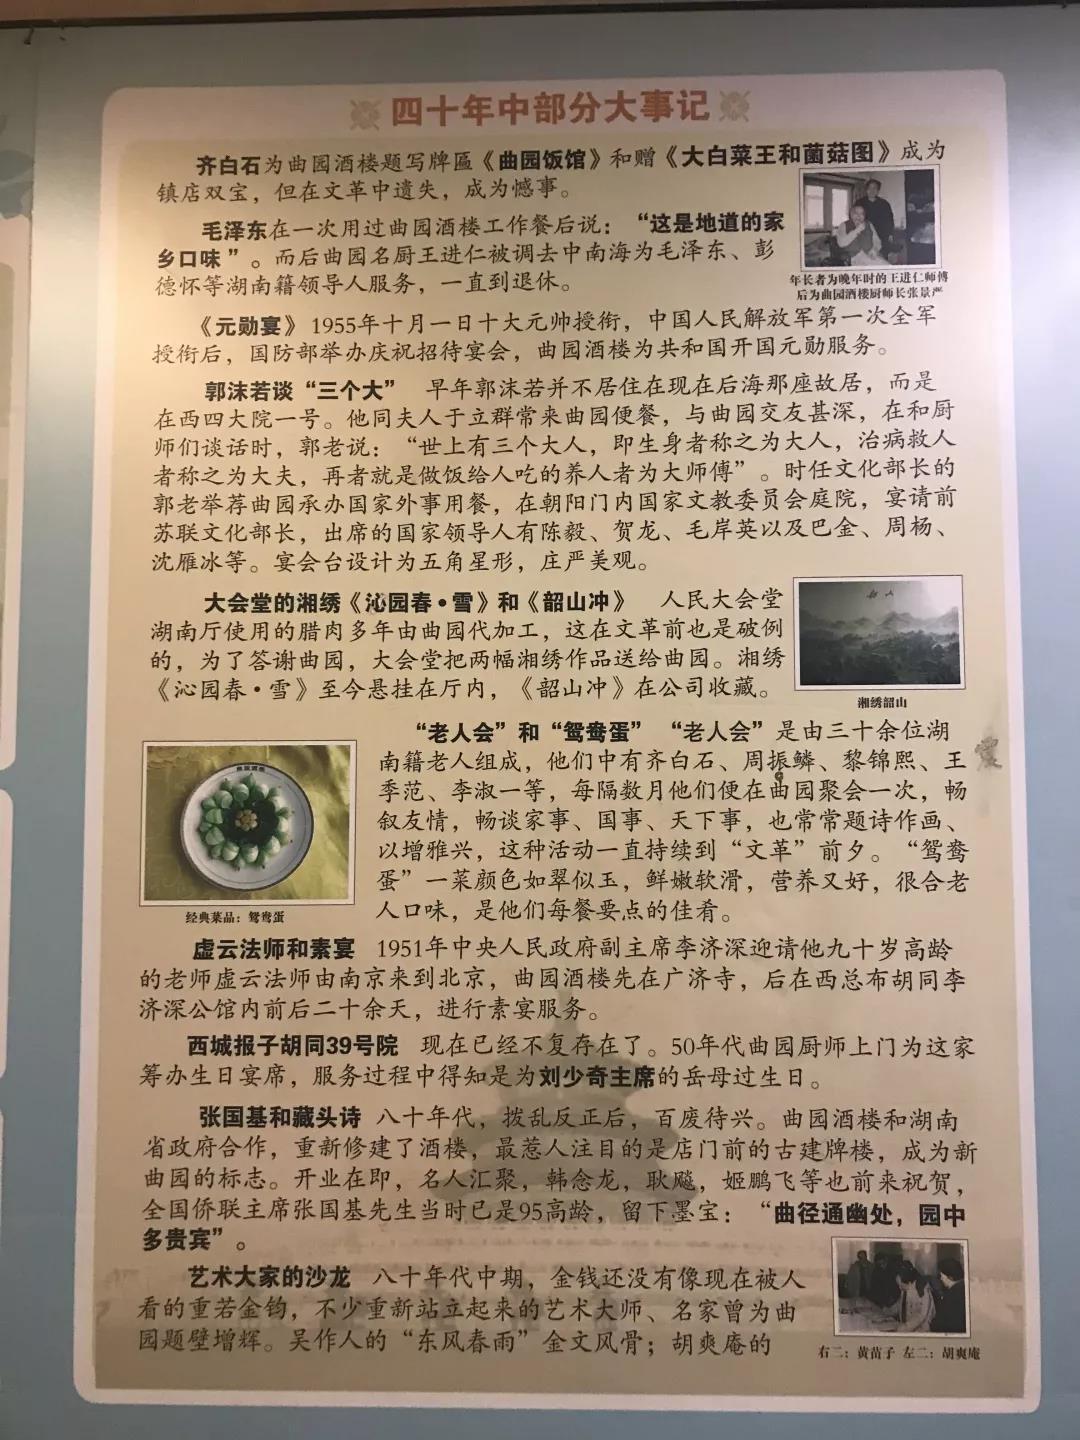 四十年中部分大事记
齐白石为曲园酒楼题写牌匾《曲园饭馆》和赠《大白菜王和菌菇图》成为
镇店双宝，但在文革中遗失，成为憾事。
毛泽东在一次用过曲园酒楼工作餐后说：“这是地道的家
乡口味”。而后曲园名厨王进仁被调去中南海为毛泽东、彭
德怀等湖南籍领导人服务，一直到退休。
年长者为晚年时的王进仁师傅
后为曲园酒楼厨师长张景严
《元勋宴》 1955年十月一日十大元帅授衔，中国人民解放军第一次全军
授衔后，国防部举办庆祝招待宴会，曲园酒楼为共和国开国元勋服务。
郭沫若谈“三个大” 早年郭沫若并不居住在现在后海那座故居，而是
在西四大院一号。他同夫人于立群常来曲园便餐，与曲园交友甚深，在和厨
师们谈话时，郭老说：“世上有三个大人，即生身者称之为大人，治病救人
者称之为大夫，再者就是做饭给人吃的养人者为大师傅”。时任文化部长的
郭老举荐曲园承办国家外事用餐，在朝阳门内国家文教委员会庭院，宴请前
苏联文化部长，出席的国家领导人有陈毅、贺龙、毛岸英以及巴金、周杨、
沈雁冰等。宴会台设计为五角星形，庄严美观。
大会堂的湘绣《沁园春·雪》和《韶山冲》 人民大会堂
湖南厅使用的腊肉多年由曲园代加工，这在文革前也是破例
的，为了答谢曲园，大会堂把两幅湘绣作品送给曲园。湘绣
《沁园春·雪》至今悬挂在厅内，《韶山冲》在公司收藏。
湘绣韶山
“老人会”和“鸳鸯蛋” “老人会”是由三十余位湖
南籍老人组成，他们中有齐白石、周振鳞、黎锦熙、王
季范、李淑一等，每隔数月他们便在曲园聚会一次，畅
叙友情，畅谈家事、国事、天下事，也常常题诗作画、
以增雅兴，这种活动一直持续到“文革”前夕。“鸳鸯
蛋”一菜颜色如翠似玉，鲜嫩软滑，营养又好，很合老
人口味，是他们每餐要点的佳肴。
震
经典菜品：鸳鸯蛋
虚云法师和素宴 1951年中央人民政府副主席李济深迎请他九十岁高龄
的老师虚云法师由南京来到北京，曲园酒楼先在广济寺，后在西总布胡同李
济深公馆内前后二十余天，进行素宴服务。
西城报子胡同39号院 现在已经不复存在了。50年代曲园厨师上门为这家
筹办生日宴席，服务过程中得知是为刘少奇主席的岳母过生日。
张国基和藏头诗 八十年代，拨乱反正后，百废待兴。曲园酒楼和湖南
省政府合作，重新修建了酒楼，最惹人注目的是店门前的古建牌楼，成为新
曲园的标志。开业在即，名人汇聚，韩念龙，耿飚，姬鹏飞等也前来祝贺，
全国侨联主席张国基先生当时已是95高龄，留下墨宝：“曲径通幽处，园中
多贵宾”。
艺术大家的沙龙 八十年代中期，金钱还没有像现在被人
看的重若金钧，不少重新站立起来的艺术大师、名家曾为曲
园题壁增辉。吴作人的“东风春雨”金文风骨；胡爽庵的
右二：黄苗子 左二：胡爽庵